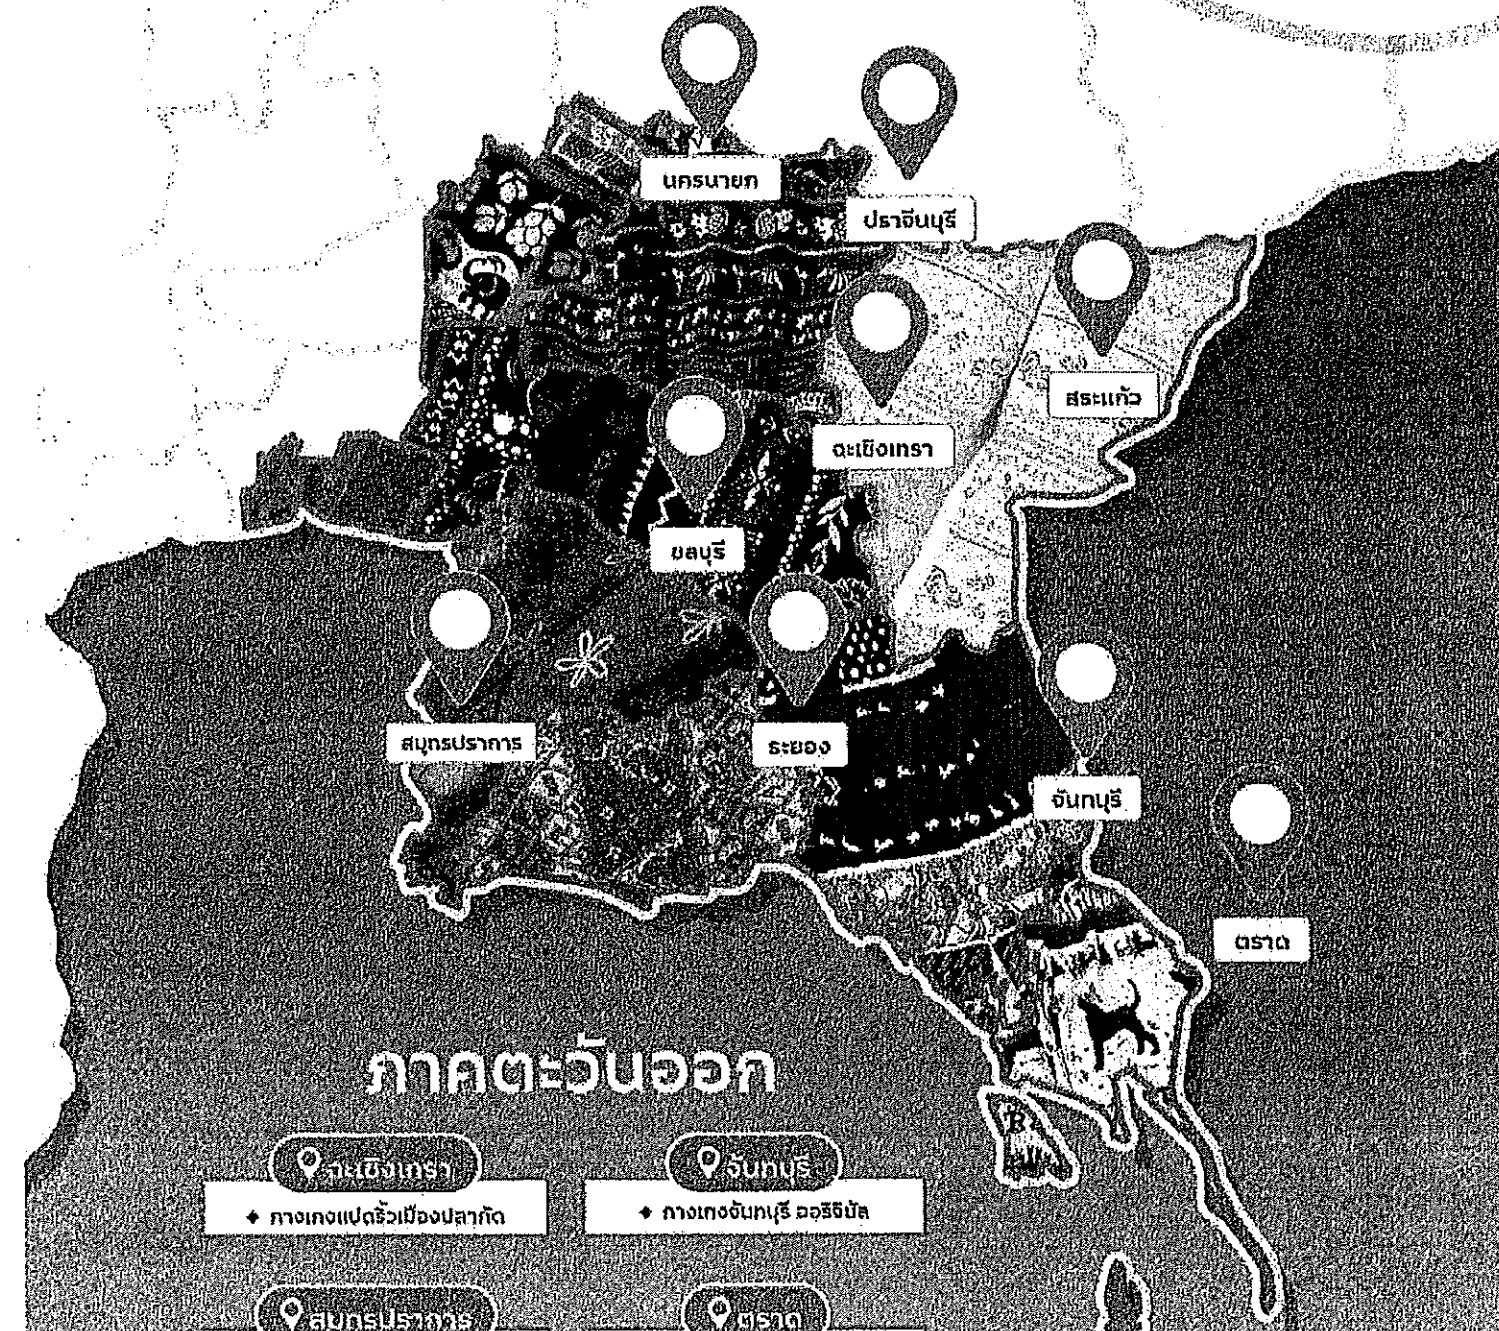 นครนายก
ปราจีนบุรี
สระแก้ว
ฉะเชิงเทรา
ชลบุรี
สมุทรปราการ
ระยอง
จันทบุรี
ตราด
ภาคตะวันออก
ฉะเชิงเทรา
จันทบุรี
♦ กางเกงแปดริ้วเมืองปลากัด
♦ กางเกงจันทบุรี ออริจินัล
สมุทรปราการ
ตราด